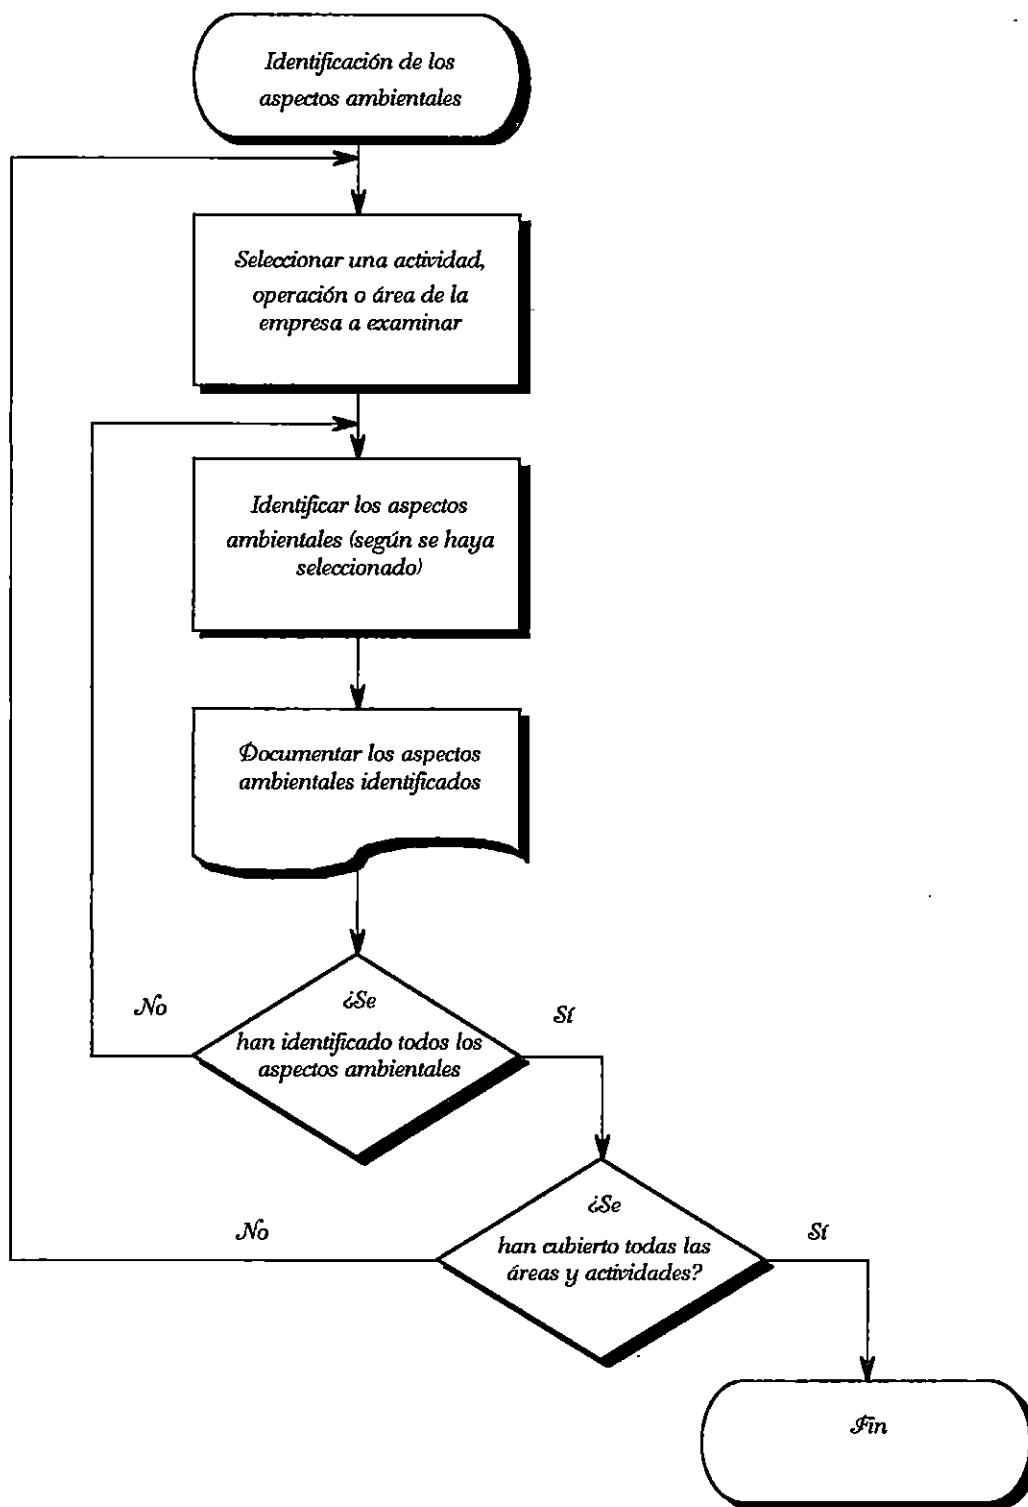 Identificación de los
aspectos ambientales
Seleccionar una actividad,
operación o área de la
empresa a examinar
Identificar los aspectos
ambientales (según se haya
seleccionado)
Documentar los aspectos
ambientales identificados
¿Se
han identificado todos los
aspectos ambientales
No
Sí
¿Se
han cubierto todas las
áreas y actividades?
No
Sí
Fin